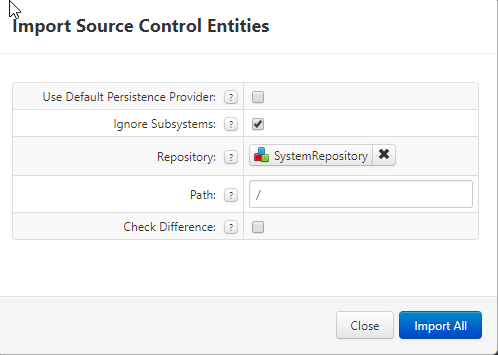 Import Source Control Entities
Use Default Persistence Provider: ?
Ignore Subsystems: ?
Repository: ? SystemRepository
Path: ? /
Check Difference: ?
Close Import All